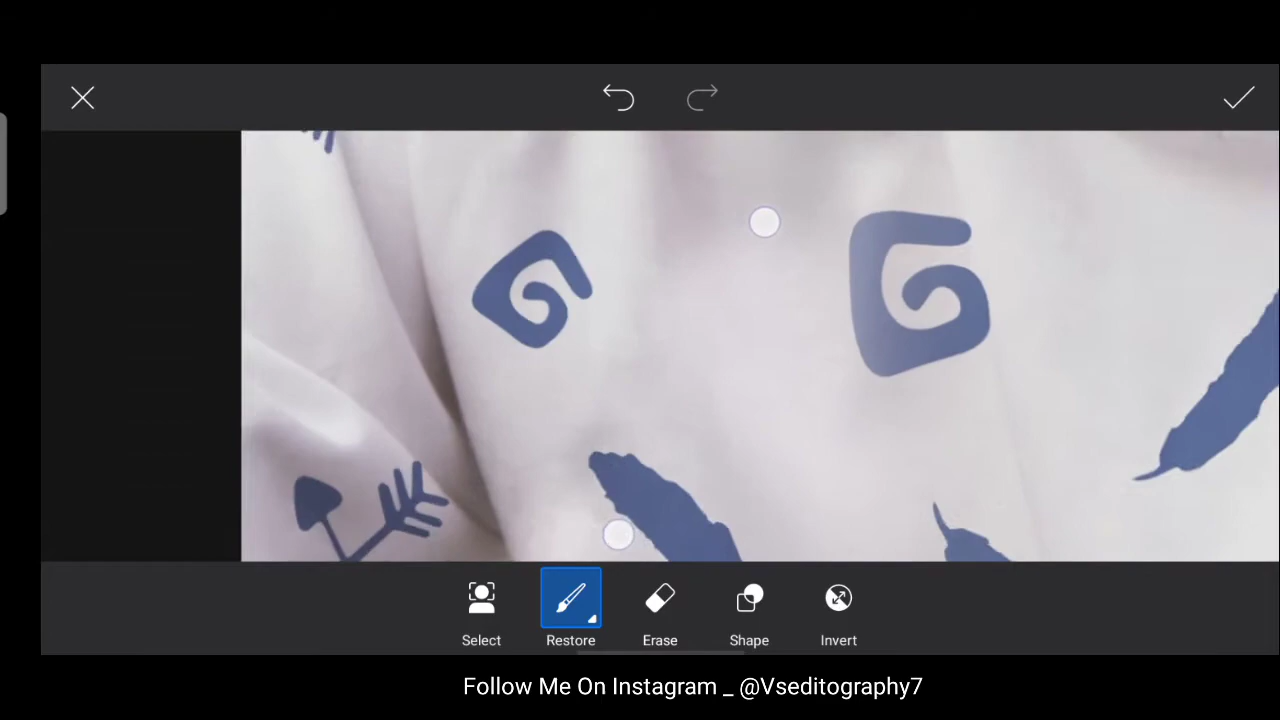 Select
Restore
Erase
Shape
Invert
Follow Me On Instagram _ @Vseditography7